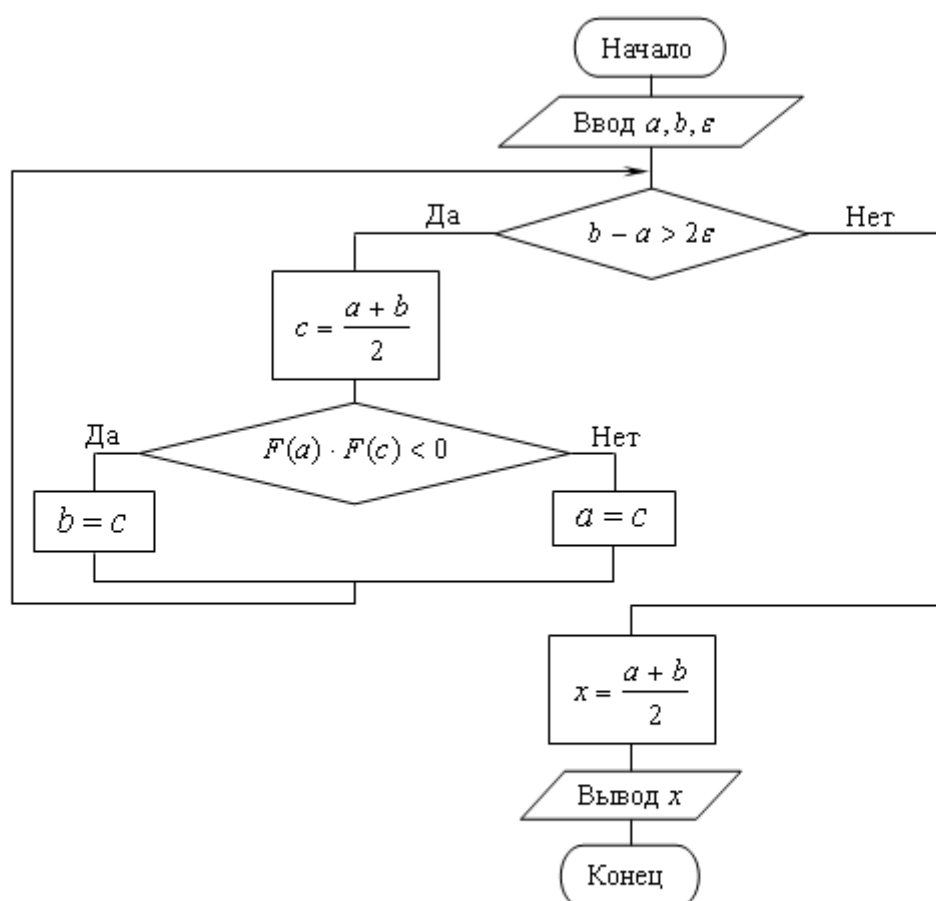 Начало
Ввод a, b, ε
Да
b − a > 2ε
Нет
c = (a + b)/2
Да
F(a) · F(c) < 0
Нет
b = c
a = c
x = (a + b)/2
Вывод x
Конец